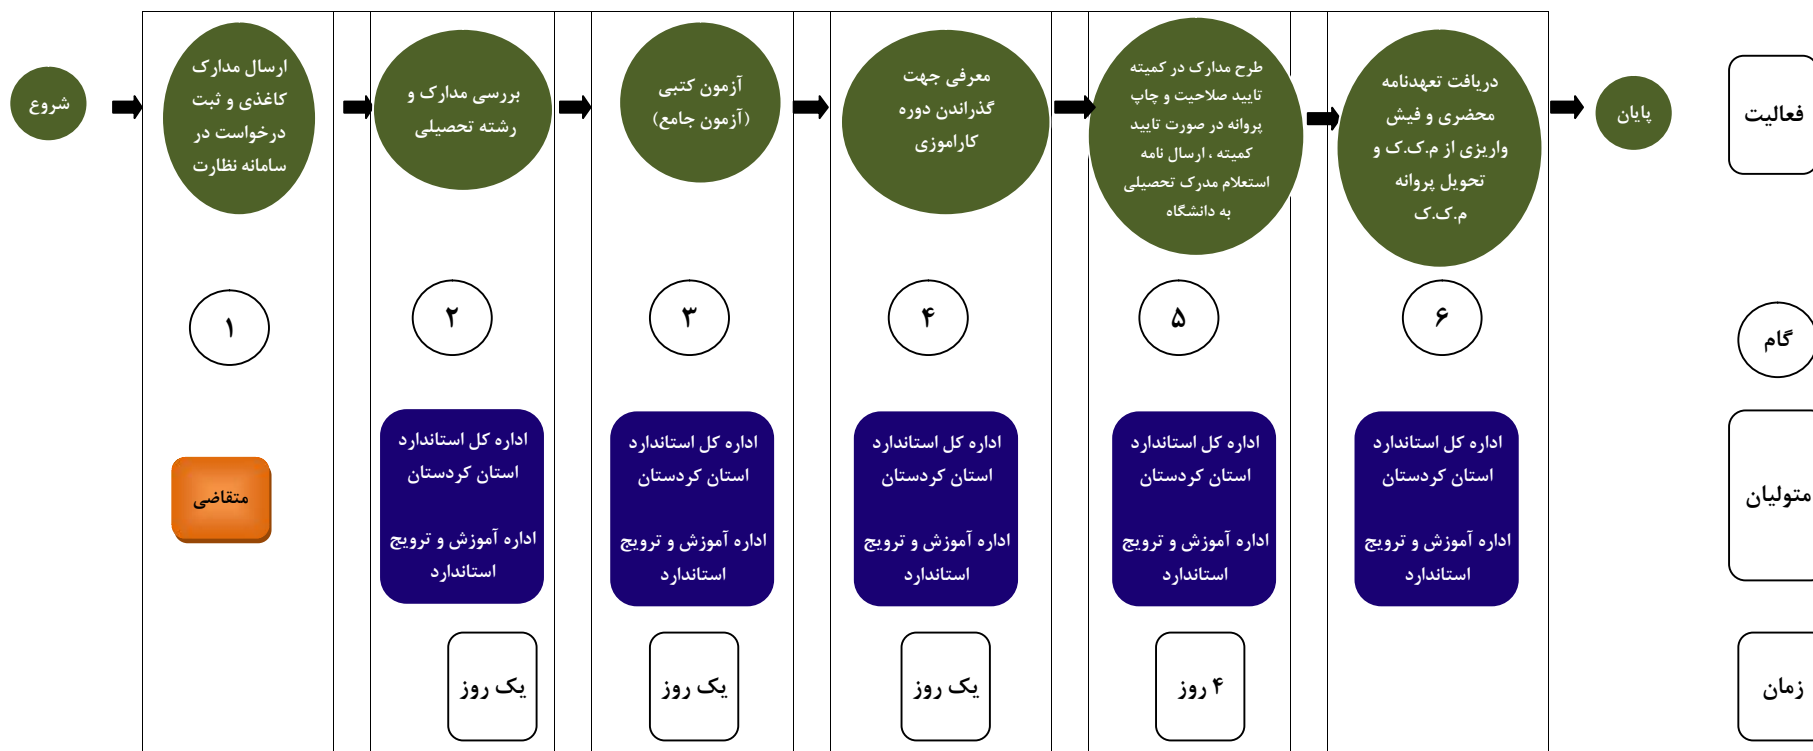 شروع
ارسال مدارک
کاغذی و ثبت
درخواست در
سامانه نظارت
بررسی مدارک و
رشته تحصیلی
آزمون کتبی
(آزمون جامع)
معرفی جهت
گذراندن دوره
کاراموزی
طرح مدارک در کمیته
تایید صلاحیت و چاپ
پروانه در صورت تایید
کمیته ، ارسال نامه
استعلام مدرک تحصیلی
به دانشگاه
دریافت تعهدنامه
محضری و فیش
واریزی از م.ک.ک و
تحویل پروانه
م.ک.ک
پایان
فعالیت
۱
۲
۳
۴
۵
۶
گام
متقاضی
اداره کل استاندارد
استان کردستان
اداره آموزش و ترویج
استاندارد
اداره کل استاندارد
استان کردستان
اداره آموزش و ترویج
استاندارد
اداره کل استاندارد
استان کردستان
اداره آموزش و ترویج
استاندارد
اداره کل استاندارد
استان کردستان
اداره آموزش و ترویج
استاندارد
اداره کل استاندارد
استان کردستان
اداره آموزش و ترویج
استاندارد
متولیان
یک روز
یک روز
یک روز
۴ روز
زمان